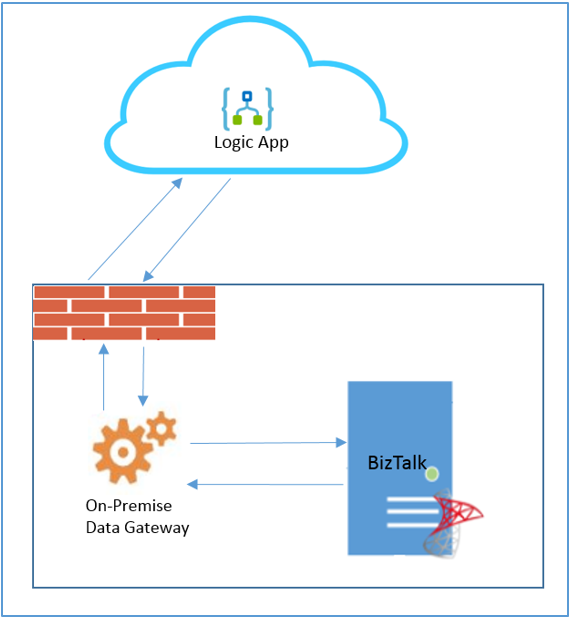 Logic App
BizTalk
On-Premise
Data Gateway